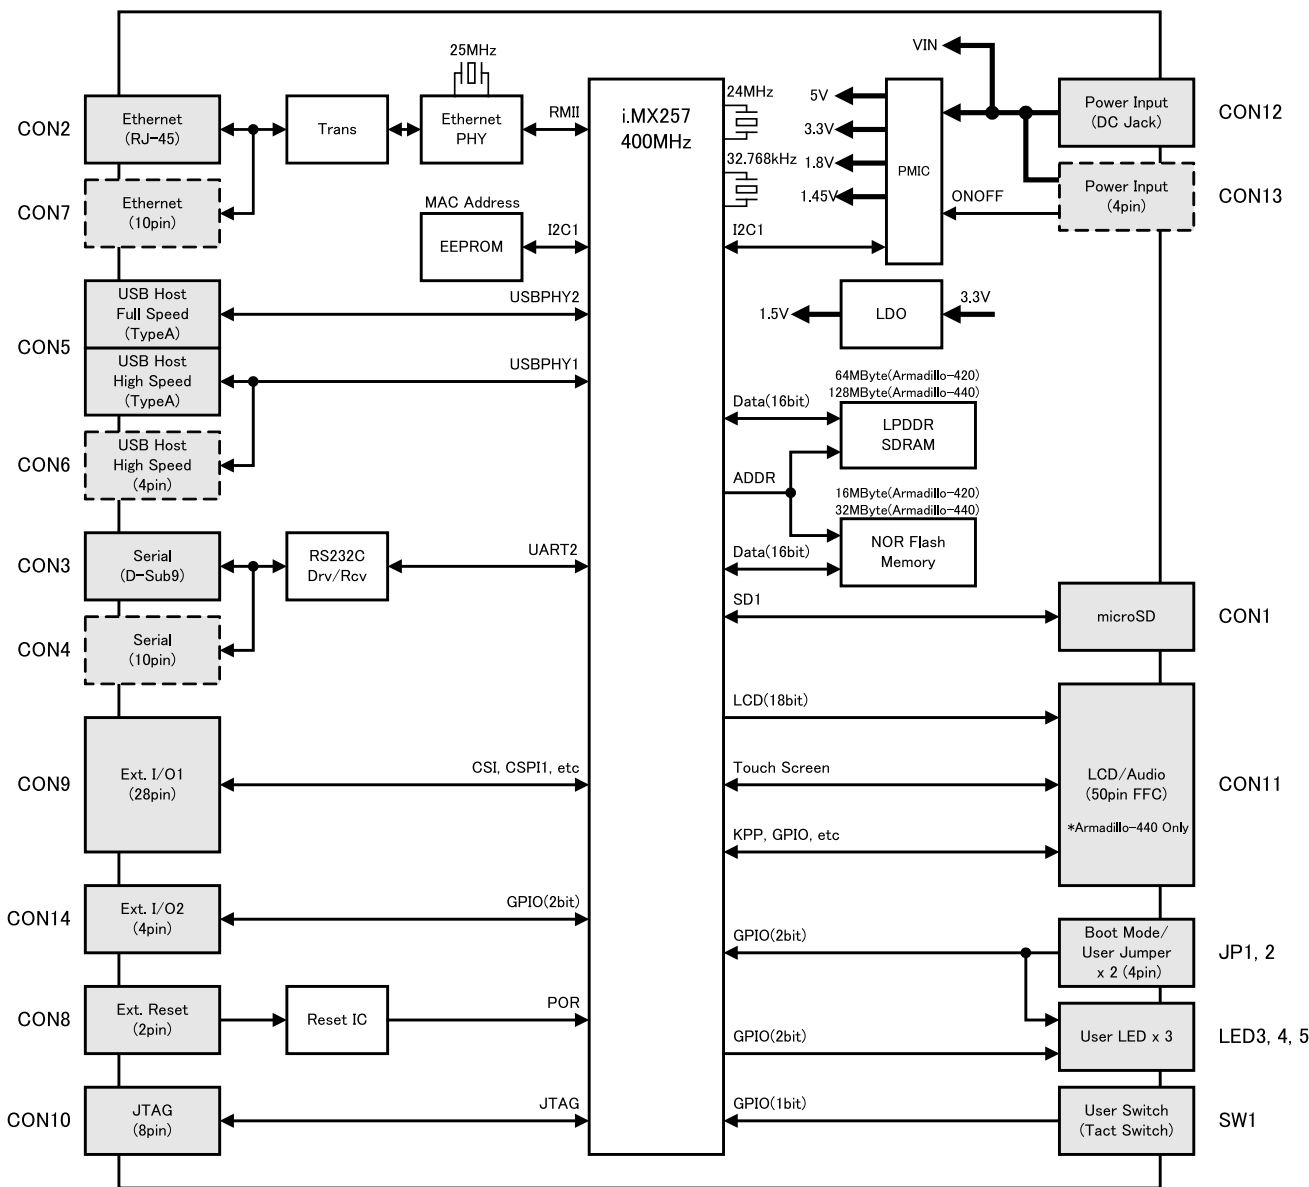 VIN
25MHz
CON2
Ethernet
(RJ-45)
Trans
Ethernet
PHY
RMII
i.MX257
400MHz
24MHz
32.768kHz
5V
3.3V
1.8V
1.45V
PMIC
Power Input
(DC Jack)
CON12
ONOFF
Power Input
(4pin)
CON13
CON7
Ethernet
(10pin)
MAC Address
EEPROM
I2C1
I2C1
CON5
USB Host
Full Speed
(TypeA)
USBPHY2
1.5V
LDO
3.3V
USB Host
High Speed
(TypeA)
USBPHY1
64MByte(Armadillo-420)
128MByte(Armadillo-440)
Data(16bit)
LPDDR
SDRAM
CON6
USB Host
High Speed
(4pin)
ADDR
16MByte(Armadillo-420)
32MByte(Armadillo-440)
CON3
Serial
(D-Sub9)
RS232C
Drv/Rcv
UART2
Data(16bit)
NOR Flash
Memory
SD1
microSD
CON1
CON4
Serial
(10pin)
LCD(18bit)
CON9
Ext. I/O1
(28pin)
CSI, CSPI1, etc
Touch Screen
LCD/Audio
(50pin FFC)
*Armadillo-440 Only
CON11
KPP, GPIO, etc
CON14
Ext. I/O2
(4pin)
GPIO(2bit)
GPIO(2bit)
Boot Mode/
User Jumper
x 2 (4pin)
JP1, 2
CON8
Ext. Reset
(2pin)
Reset IC
POR
GPIO(2bit)
User LED x 3
LED3, 4, 5
CON10
JTAG
(8pin)
JTAG
GPIO(1bit)
User Switch
(Tact Switch)
SW1